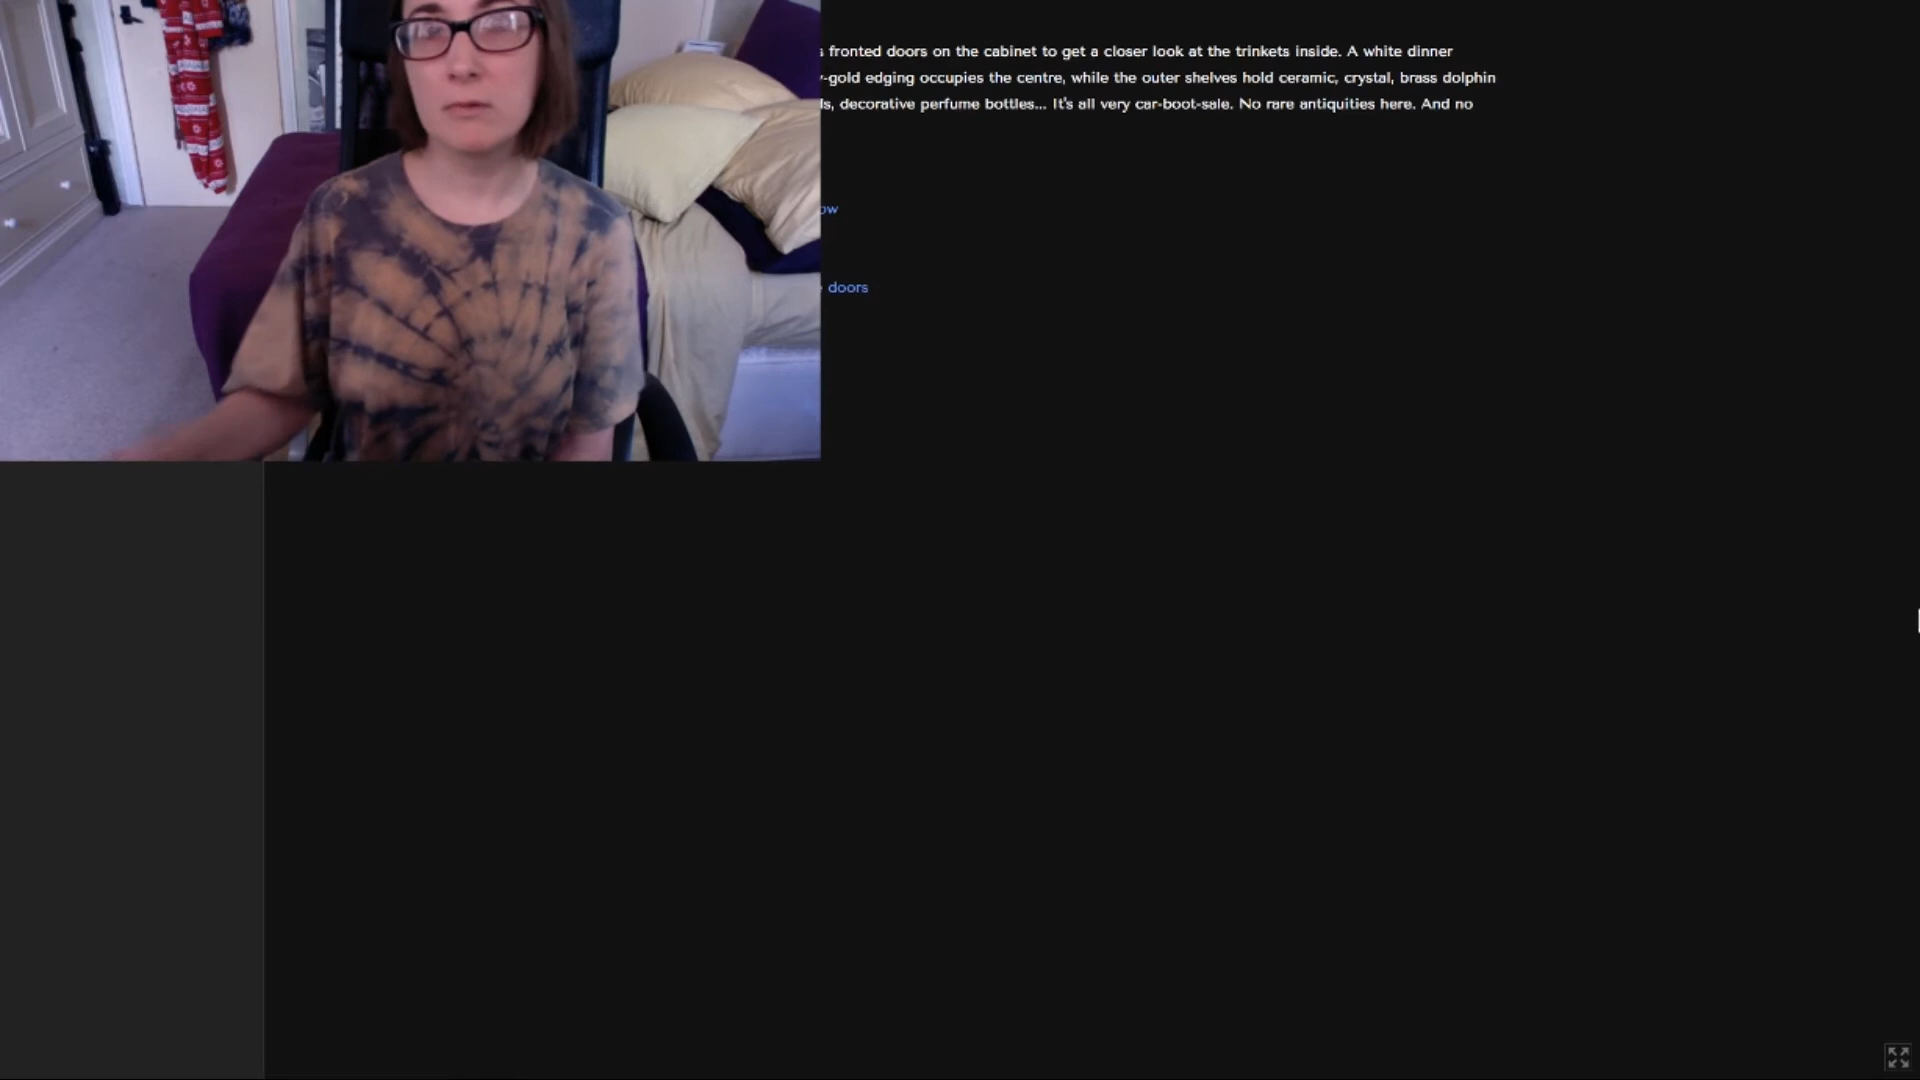 fronted doors on the cabinet to get a closer look at the trinkets inside. A white dinner
-gold edging occupies the centre, while the outer shelves hold ceramic, crystal, brass dolphin
decorative perfume bottles... It's all very car-boot-sale. No rare antiquities here. And no
doors